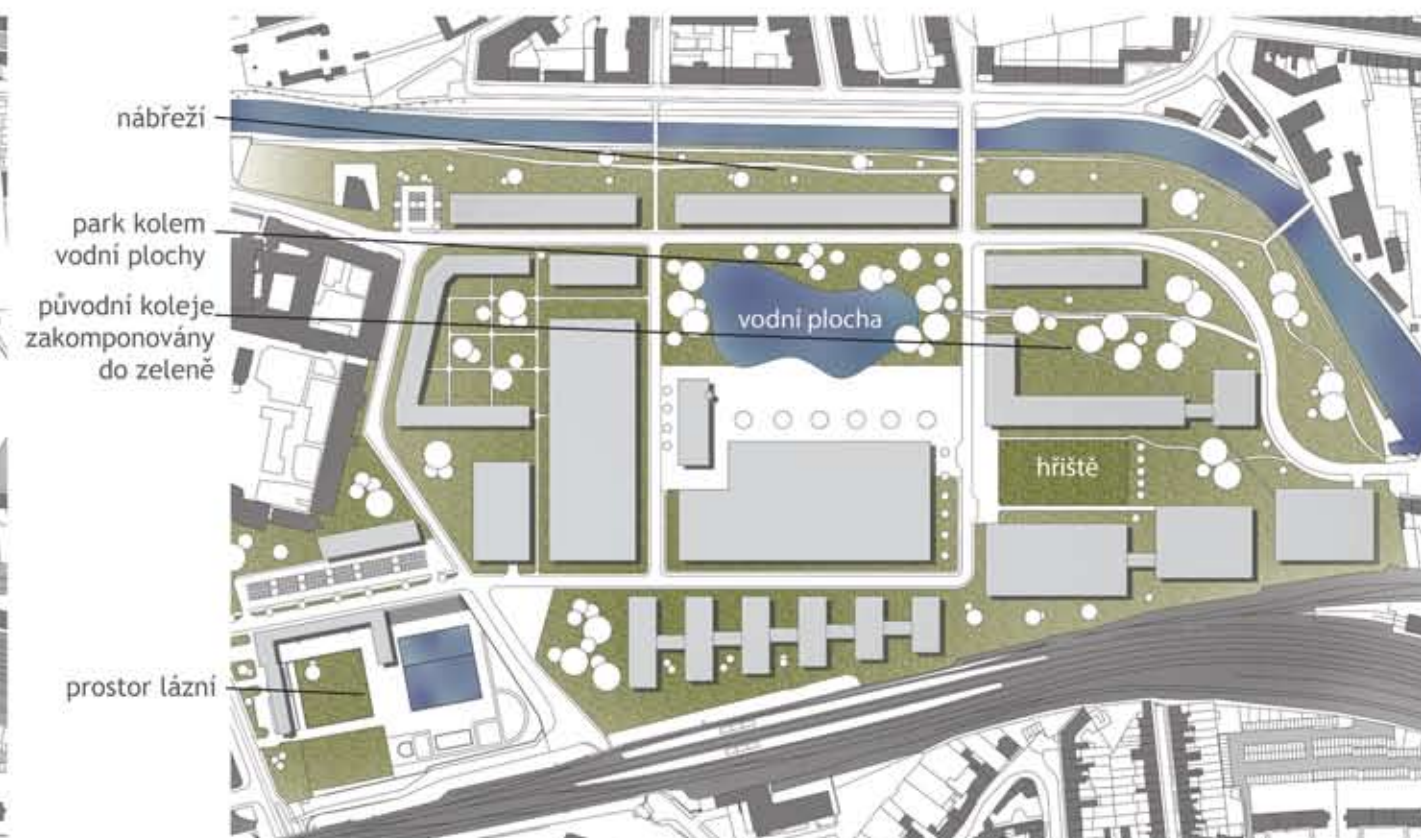 nábřeží
park kolem
vodní plochy
původní koleje
zakomponovány
do zeleně
vodní plocha
hřiště
prostor lázní